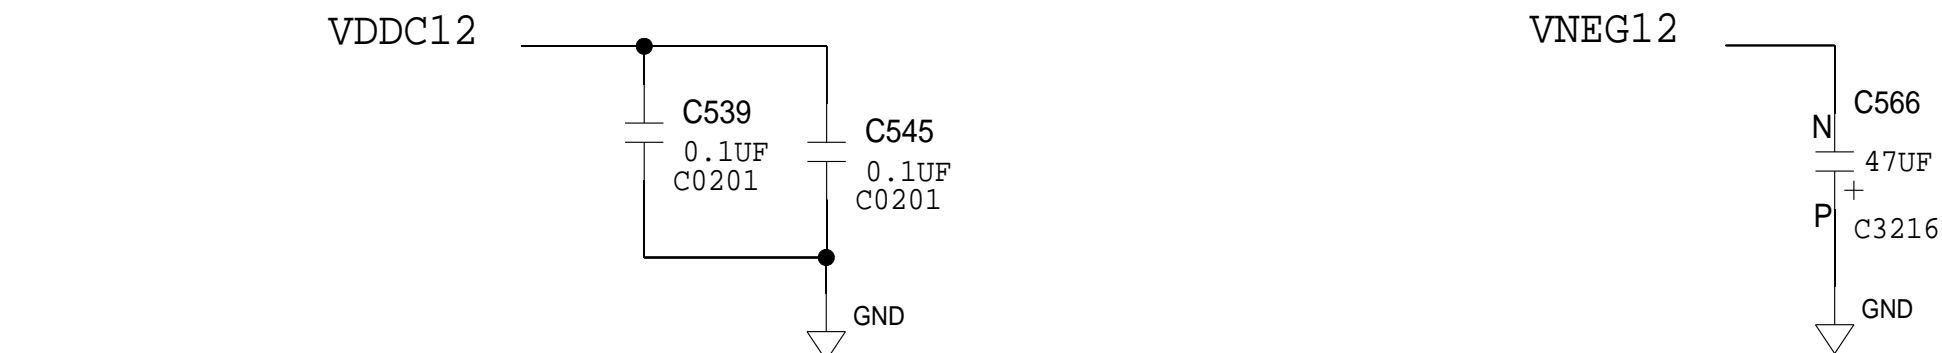 VDDC12
C539
0.1UF
C0201
C545
0.1UF
C0201
GND
VNEG12
C566
N
47UF
+
P
C3216
GND